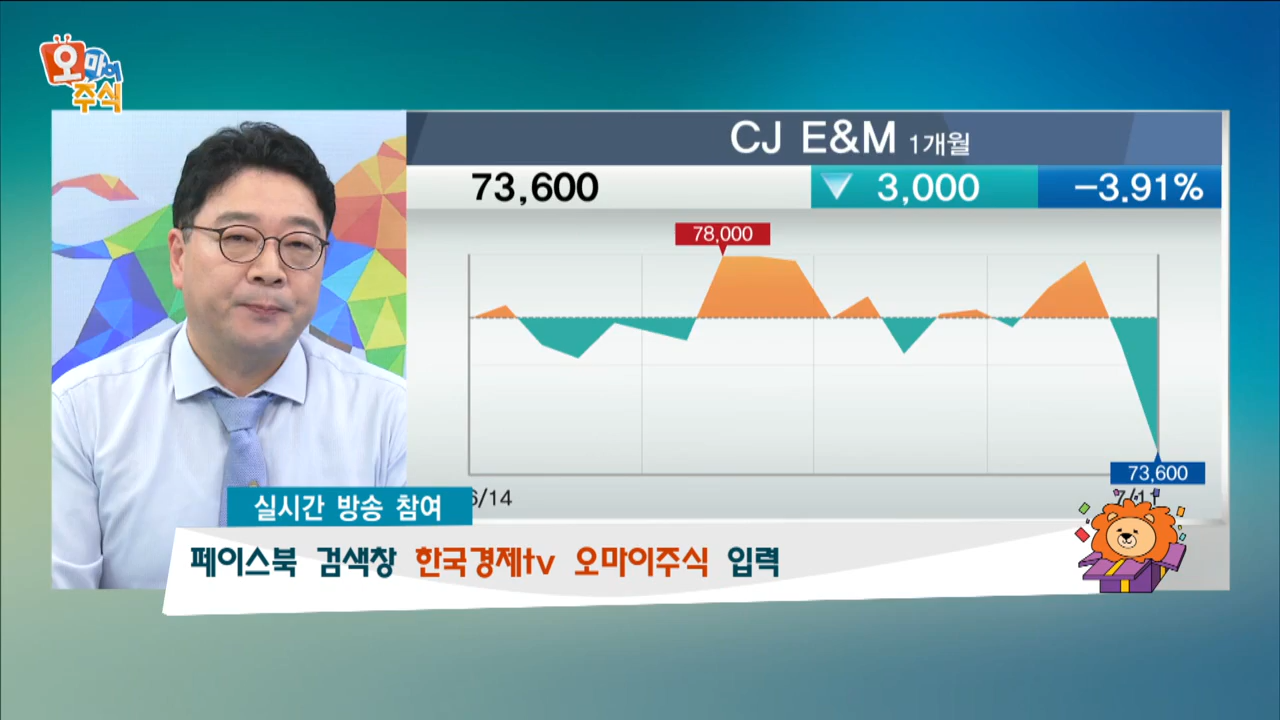 오마이
주식
CJ E&M 1개월
73,600 ▼ 3,000 -3.91%
78,000
73,600
6/14 7/11
실시간 방송 참여
페이스북 검색창 한국경제tv 오마이주식 입력